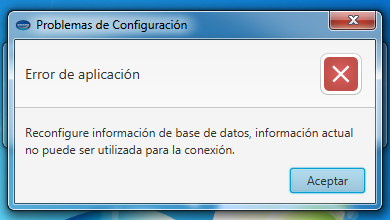 Problemas de Configuración
Error de aplicación
Reconfigure información de base de datos, información actual
no puede ser utilizada para la conexión.
Aceptar